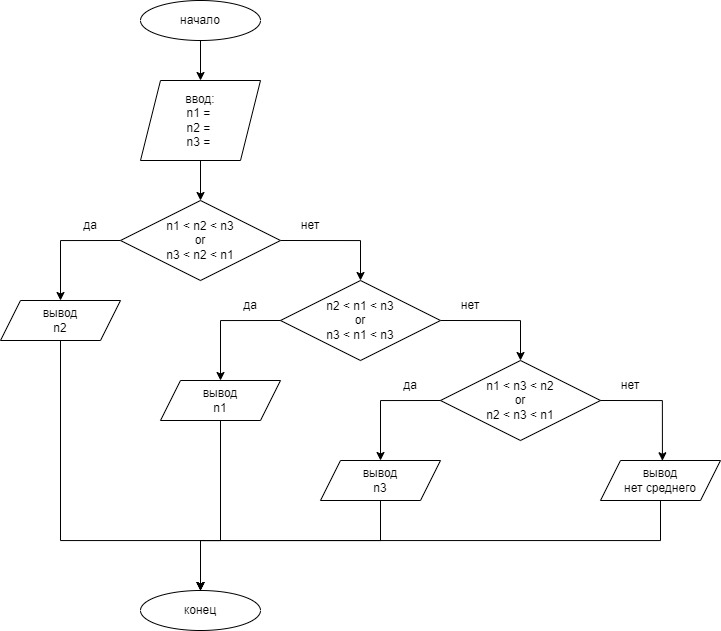 начало
ввод:
n1 =
n2 =
n3 =
n1 < n2 < n3
or
n3 < n2 < n1
да
нет
вывод
n2
n2 < n1 < n3
or
n3 < n1 < n3
да
нет
вывод
n1
n1 < n3 < n2
or
n2 < n3 < n1
да
нет
вывод
n3
вывод
нет среднего
конец